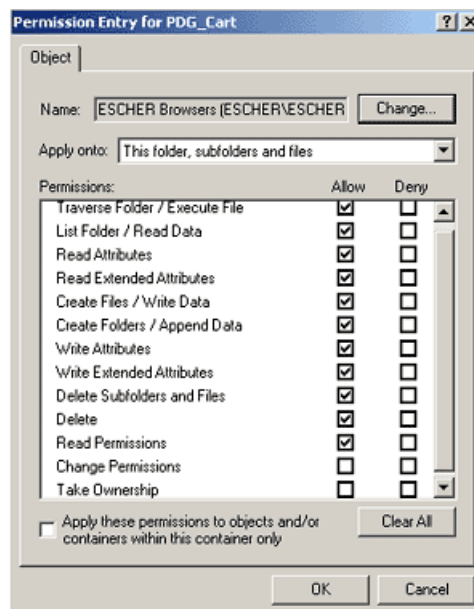 Permission Entry for PDG_Cart
Object
Name: ESCHER Browsers (ESCHER\ESCHER Change...
Apply onto: This folder, subfolders and files
Permissions: Allow Deny
Traverse Folder / Execute File
List Folder / Read Data
Read Attributes
Read Extended Attributes
Create Files / Write Data
Create Folders / Append Data
Write Attributes
Write Extended Attributes
Delete Subfolders and Files
Delete
Read Permissions
Change Permissions
Take Ownership
Apply these permissions to objects and/or Clear All
containers within this container only
OK Cancel